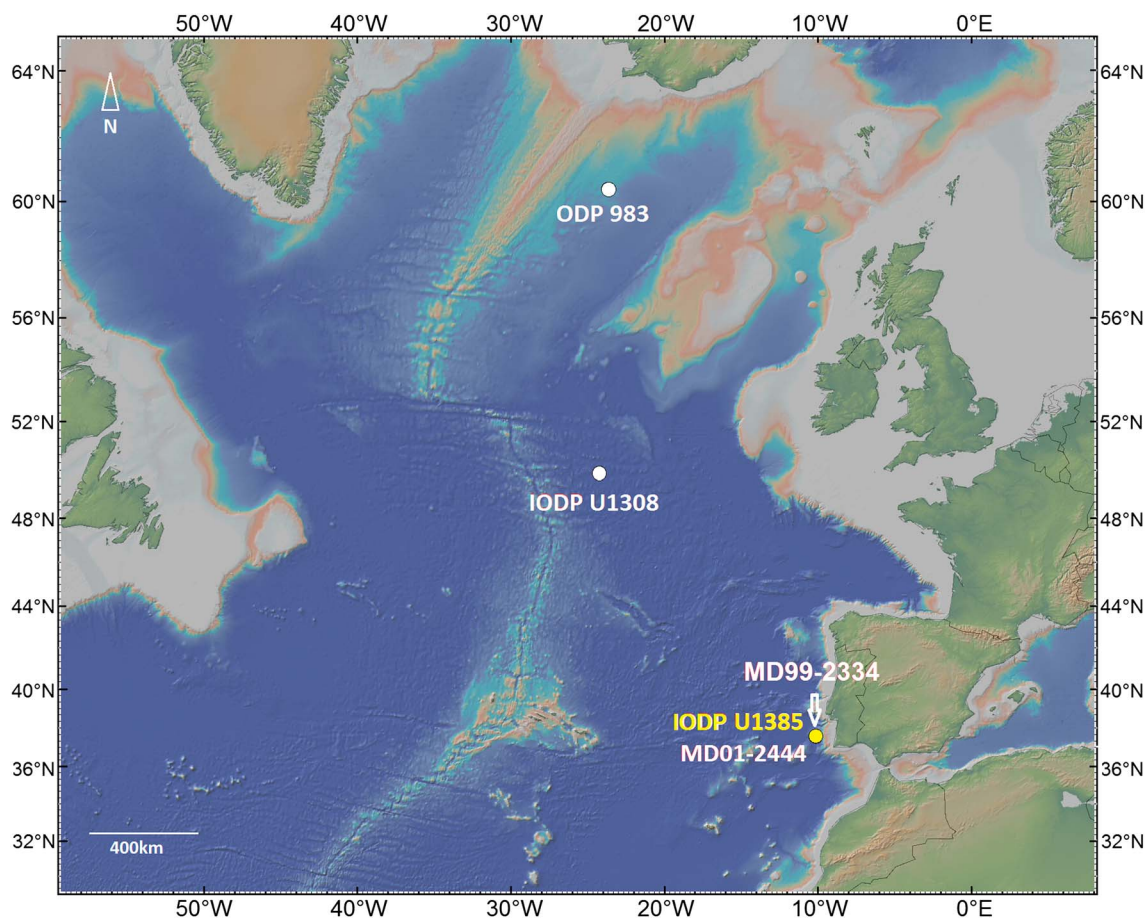 50°W 40°W 30°W 20°W 10°W 0°E
64°N 64°N
N
60°N 60°N
ODP 983
56°N 56°N
52°N 52°N
IODP U1308
48°N 48°N
44°N 44°N
MD99-2334
40°N 40°N
IODP U1385
MD01-2444
36°N 36°N
32°N 32°N
400km
50°W 40°W 30°W 20°W 10°W 0°E